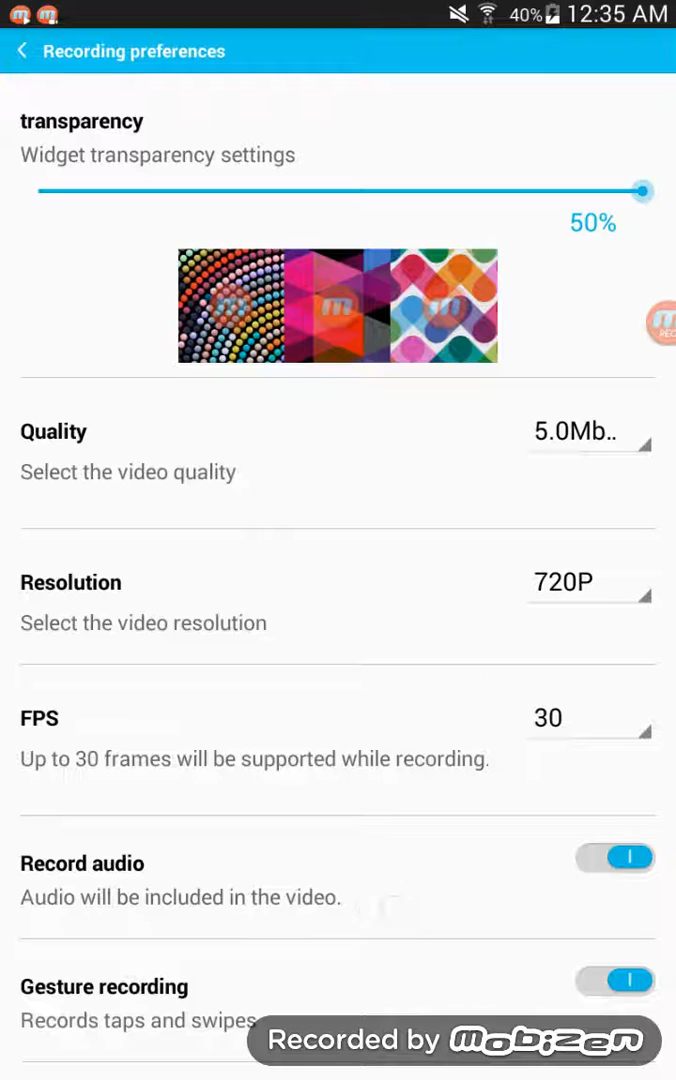 40% 12:35 AM
Recording preferences
transparency
Widget transparency settings
50%
m m m
REC
Quality 5.0Mb..
Select the video quality
Resolution 720P
Select the video resolution
FPS 30
Up to 30 frames will be supported while recording.
Record audio
Audio will be included in the video.
Gesture recording
Records taps and swipes
Recorded by mobizen